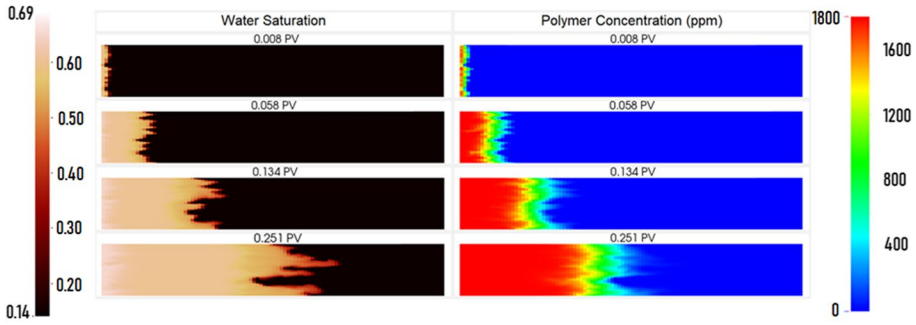 Water Saturation
Polymer Concentration (ppm)
0.69
0.60
0.50
0.40
0.30
0.20
0.14
0.008 PV
0.058 PV
0.134 PV
0.251 PV
0.008 PV
0.058 PV
0.134 PV
0.251 PV
1800
1600
1200
800
400
0